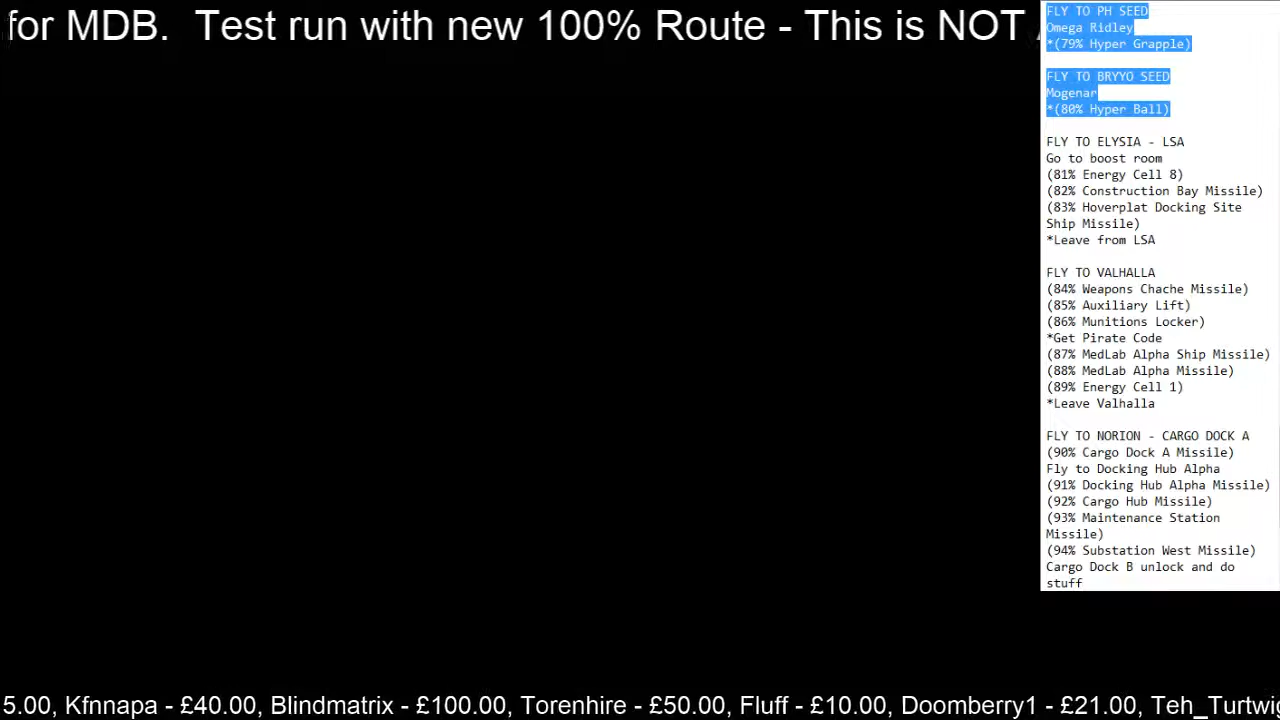 for MDB. Test run with new 100% Route - This is NOT
FLY TO PH SEED
Omega Ridley
*(79% Hyper Grapple)
FLY TO BRYYO SEED
Mogenar
*(80% Hyper Ball)
FLY TO ELYSIA - LSA
Go to boost room
(81% Energy Cell 8)
(82% Construction Bay Missile)
(83% Hoverplat Docking Site
Ship Missile)
*Leave from LSA
FLY TO VALHALLA
(84% Weapons Chache Missile)
(85% Auxiliary Lift)
(86% Munitions Locker)
*Get Pirate Code
(87% MedLab Alpha Ship Missile)
(88% MedLab Alpha Missile)
(89% Energy Cell 1)
*Leave Valhalla
FLY TO NORION - CARGO DOCK A
(90% Cargo Dock A Missile)
Fly to Docking Hub Alpha
(91% Docking Hub Alpha Missile)
(92% Cargo Hub Missile)
(93% Maintenance Station
Missile)
(94% Substation West Missile)
Cargo Dock B unlock and do
stuff
5.00, Kfnnapa - £40.00, Blindmatrix - £100.00, Torenhire - £50.00, Fluff - £10.00, Doomberry1 - £21.00, Teh_Turtwig